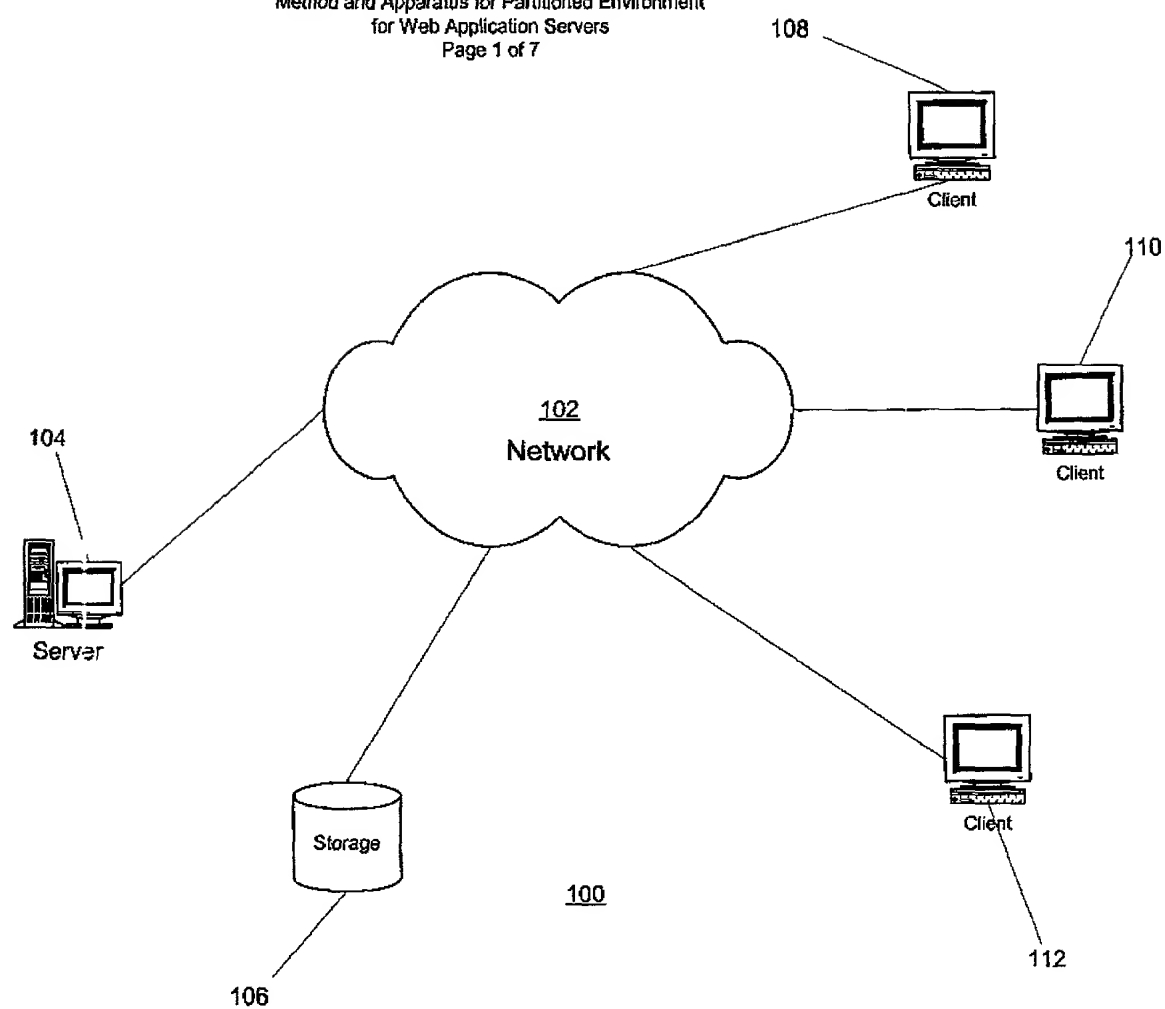 Method and Apparatus for Partitioned Environment
for Web Application Servers
Page 1 of 7
108
Client
110
Client
102
Network
104
Server
Client
112
Storage
106
100